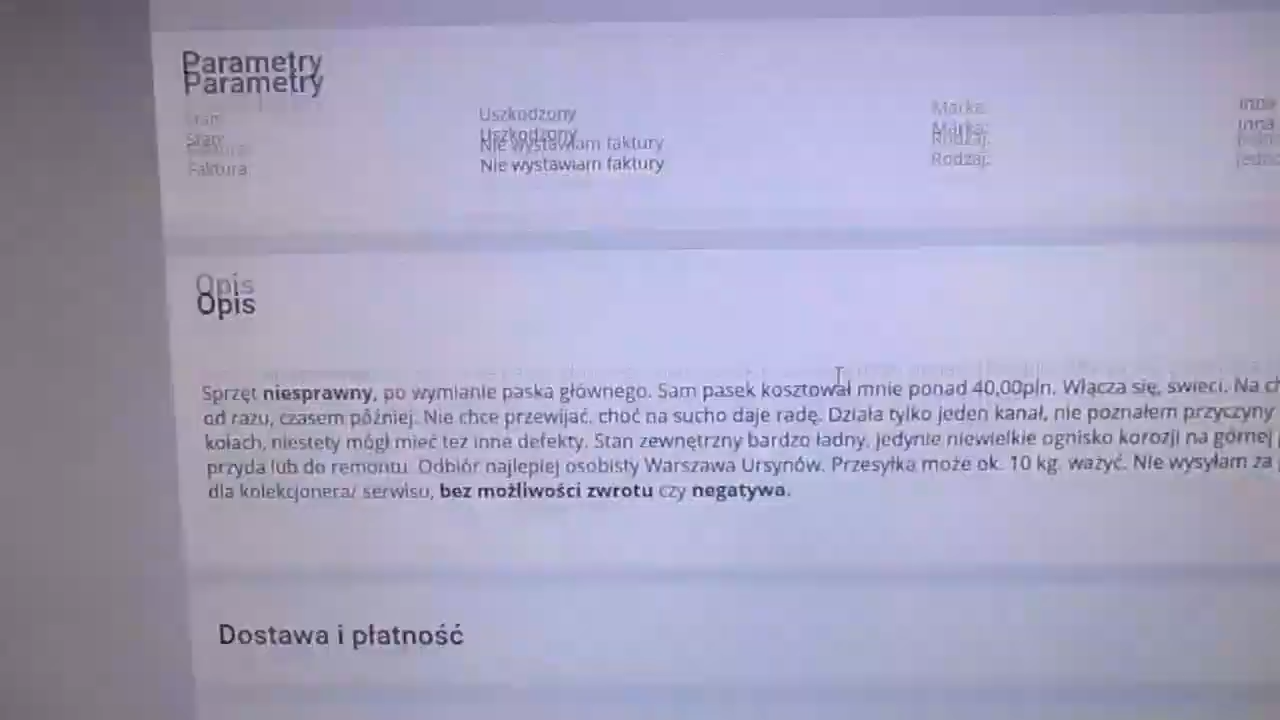 Parametry
Stan: Uszkodzony Marka: Inna
Faktura: Nie wystawiam faktury Rodzaj:
Opis
Sprzęt niesprawny, po wymianie paska głównego. Sam pasek kosztował mnie ponad 40,00pln. Włącza się, świeci. Na
od razu, czasem później. Nie chce przewijać, choć na sucho daje radę. Działa tylko jeden kanał, nie poznałem przyczyny
kołach, niestety mógł mieć też inne defekty. Stan zewnętrzny bardzo ładny, jedynie niewielkie ognisko korozji na górnej
przyda lub do remontu. Odbiór najlepiej osobisty Warszawa Ursynów. Przesyłka może ok. 10 kg. ważyć. Nie wysyłam za
dla kolekcjonera/ serwisu, bez możliwości zwrotu czy negatywa.
Dostawa i płatność